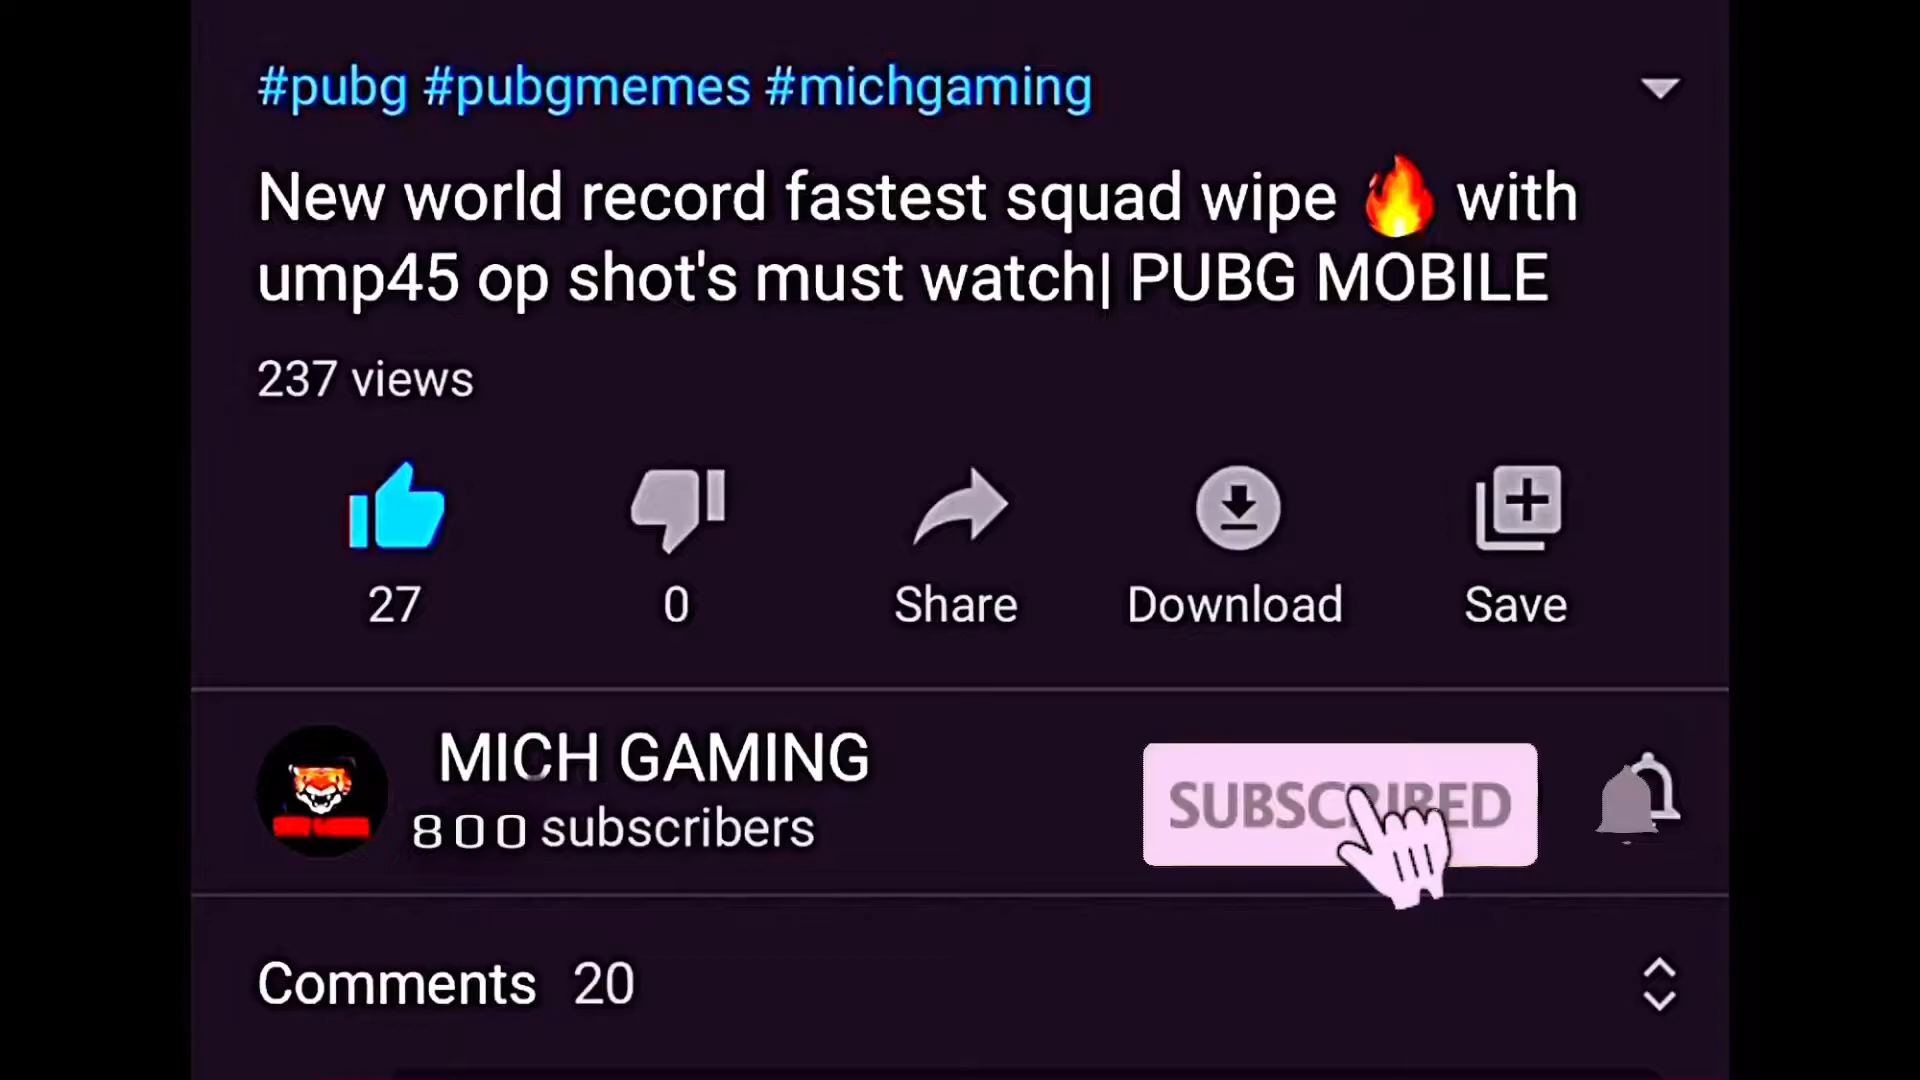 #pubg #pubgmemes #michgaming
New world record fastest squad wipe 🔥 with
ump45 op shot's must watch| PUBG MOBILE
237 views
27
0
Share
Download
Save
MICH GAMING
800 subscribers
SUBSCRIBED
Comments 20